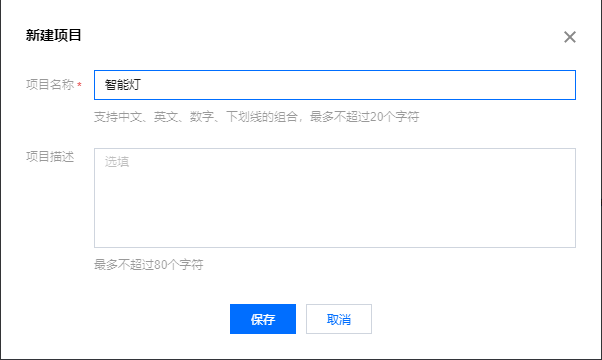 新建项目
项目名称 *
智能灯
支持中文、英文、数字、下划线的组合，最多不超过20个字符
项目描述
选填
最多不超过80个字符
保存
取消